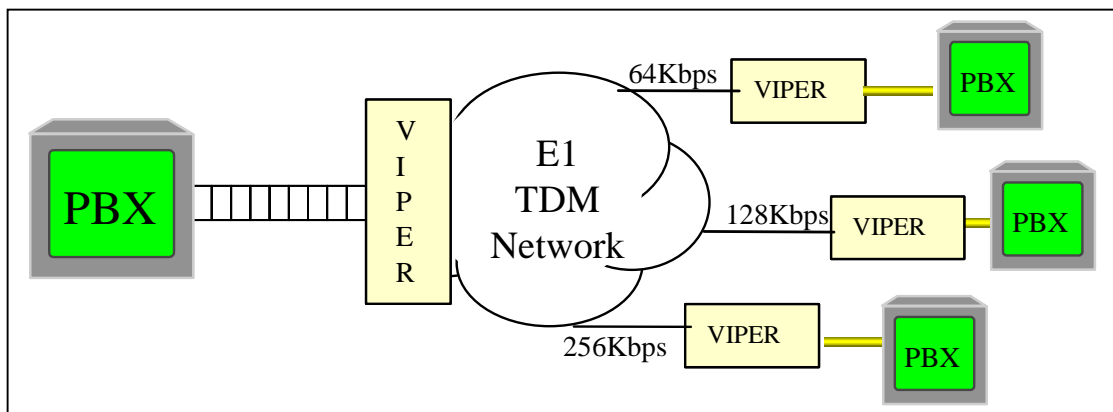 PBX
V
I
P
E
R
E1
TDM
Network
64Kbps
VIPER
PBX
128Kbps
VIPER
PBX
256Kbps
VIPER
PBX